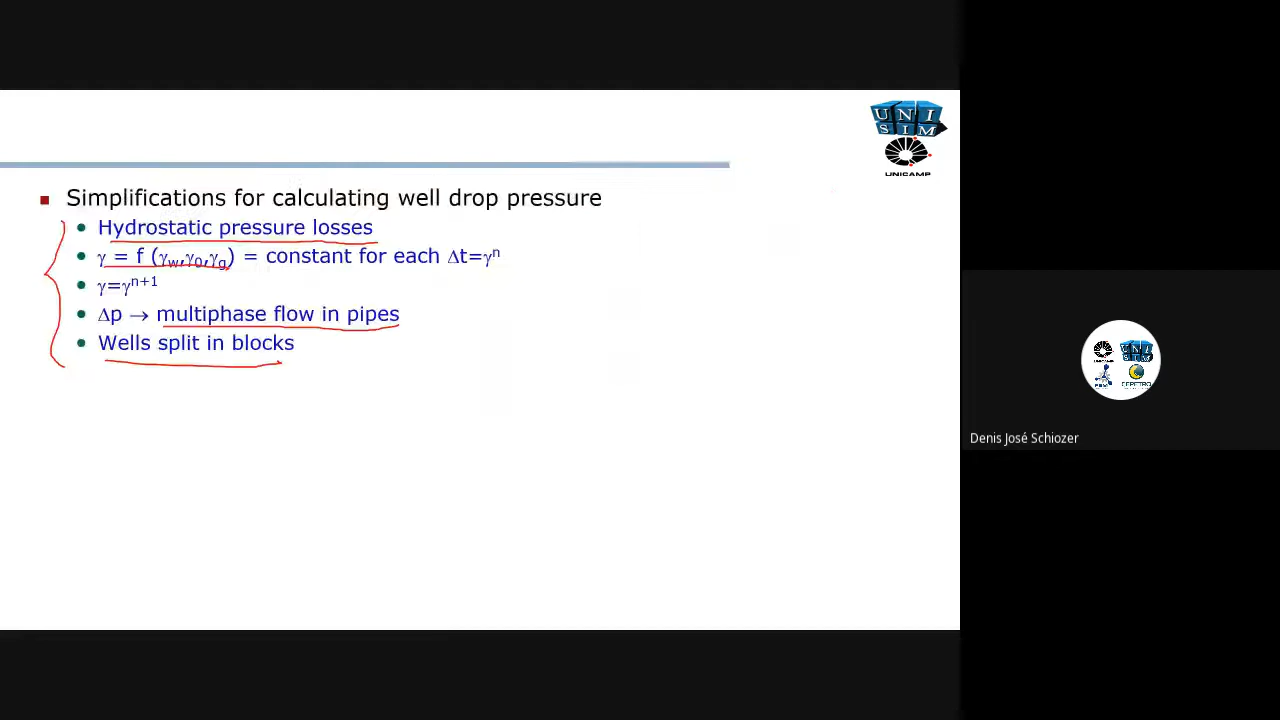 UNI
SIM
UNICAMP
Simplifications for calculating well drop pressure
Hydrostatic pressure losses
γ = f (γw,γ0,γg) = constant for each Δt=γn
γ=γn+1
Δp → multiphase flow in pipes
Wells split in blocks
Denis José Schiozer